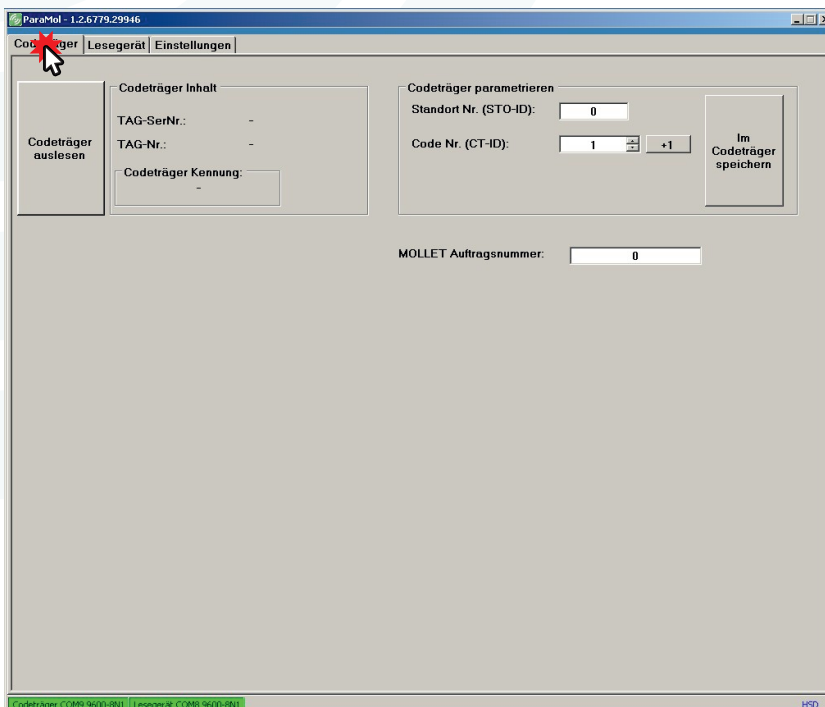 ParaMol - 1.2.6779.29946
Codeträger Lesegerät Einstellungen
Codeträger auslesen
Codeträger Inhalt
TAG-SerNr.: -
TAG-Nr.: -
Codeträger Kennung:
-
Codeträger parametrieren
Standort Nr. (STO-ID): 0
Code Nr. (CT-ID): 1 +1
Im
Codeträger
speichern
MOLLET Auftragsnummer: 0
Codeträger COM9 9600-8N1 Lesegerät COM8 9600-8N1 HSD